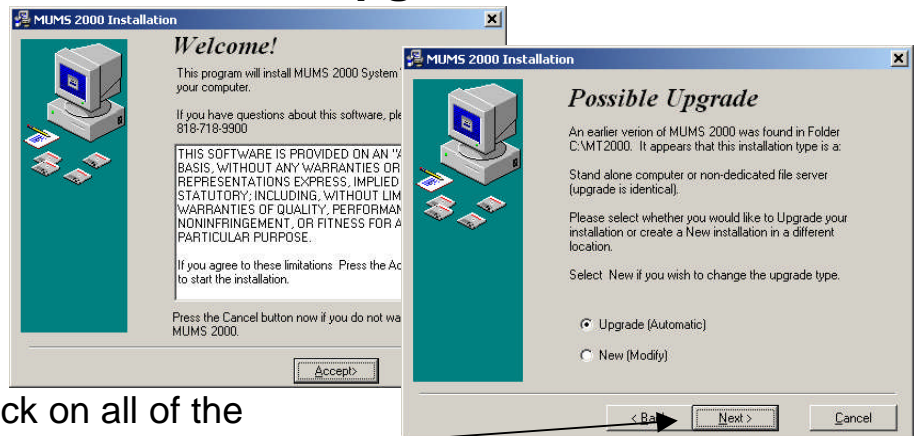 MUMS 2000 Installation
Welcome!
This program will install MUMS 2000 System
your computer.
If you have questions about this software,
818-718-9900
THIS SOFTWARE IS PROVIDED ON AN
BASIS, WITHOUT ANY WARRANTIES OR
REPRESENTATIONS EXPRESS, IMPLIED
STATUTORY; INCLUDING, WITHOUT
WARRANTIES OF QUALITY,
NONINFRINGEMENT, OR FITNESS FOR A
PARTICULAR PURPOSE.
If you agree to these limitations Press the
to start the installation.
Press the Cancel button now if you do not
MUMS 2000.
Accept>
MUMS 2000 Installation
Possible Upgrade
An earlier verion of MUMS 2000 was found in Folder
C:\MT2000. It appears that this installation type is a:
Stand alone computer or non-dedicated file server
(upgrade is identical).
Please select whether you would like to Upgrade your
installation or create a New installation in a different
location.
Select New if you wish to change the upgrade type.
Upgrade (Automatic)
New (Modify)
Next >
Cancel
on all of the